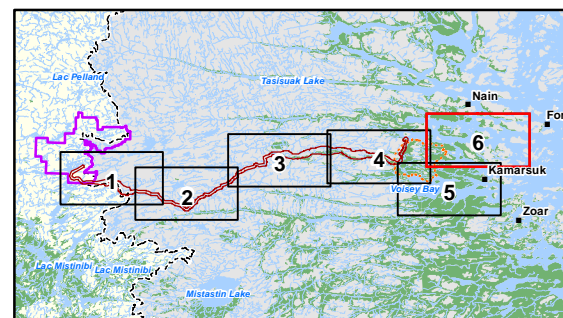 Lac Pelland
Tasisuak Lake
Nain
For
6
4
3
Kamarsuk
1
Voisey Bay
5
2
Zoar
Lac Mistinibi
Lac Mistinibi
Mistastin Lake